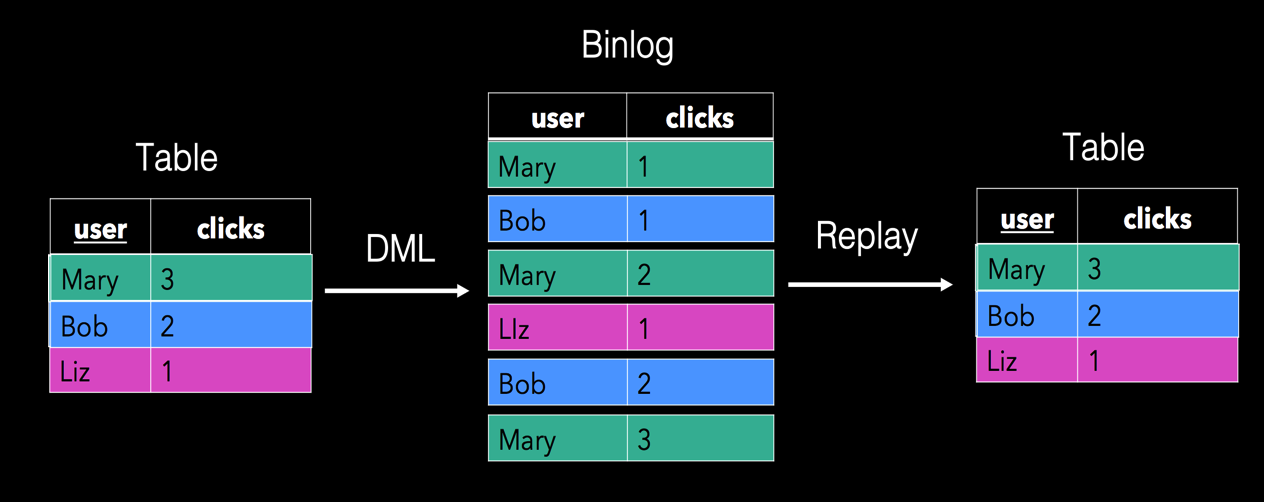 Table
user clicks
Mary 3
Bob 2
Liz 1
DML
Binlog
user clicks
Mary 1
Bob 1
Mary 2
LIz 1
Bob 2
Mary 3
Replay
Table
user clicks
Mary 3
Bob 2
Liz 1